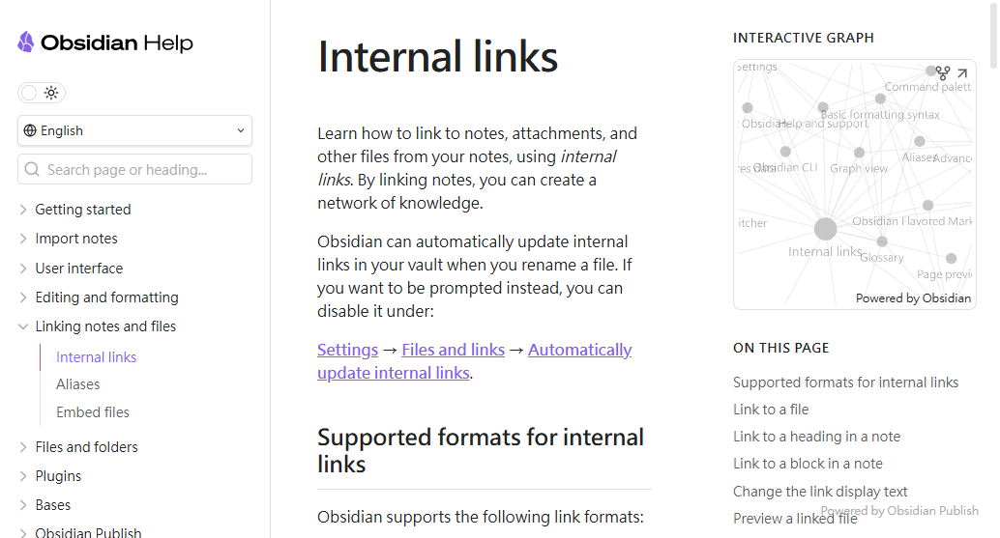 Obsidian Help
English
Search page or heading...
Getting started
Import notes
User interface
Editing and formatting
Linking notes and files
Internal links
Aliases
Embed files
Files and folders
Plugins
Bases
Obsidian Publish
Internal links
Learn how to link to notes, attachments, and
other files from your notes, using internal
links. By linking notes, you can create a
network of knowledge.
Obsidian can automatically update internal
links in your vault when you rename a file. If
you want to be prompted instead, you can
disable it under:
Settings → Files and links → Automatically
update internal links.
Supported formats for internal
links
Obsidian supports the following link formats:
INTERACTIVE GRAPH
Settings
Command palett
Basic formatting syntax
Obsidian
Help and support
Aliases
Advanc
Obsidian CLI
Graph view
itcher
Obsidian Flavored Mark
Internal links
Glossary
Page previ
Powered by Obsidian
ON THIS PAGE
Supported formats for internal links
Link to a file
Link to a heading in a note
Link to a block in a note
Change the link display text
Preview a linked file
Powered by Obsidian Publish